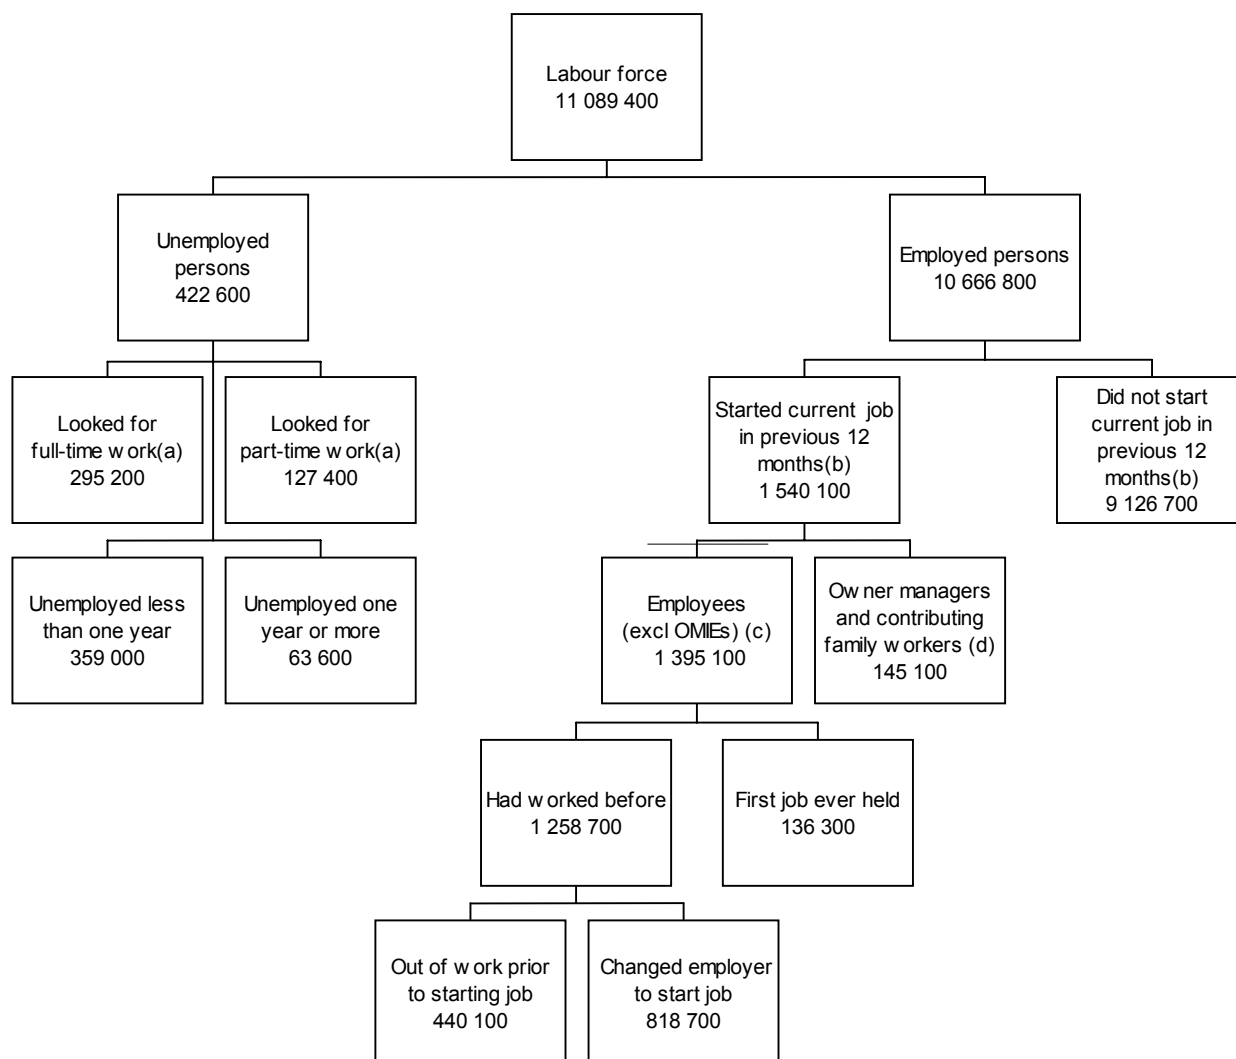 Labour force
11 089 400
Unemployed
persons
422 600
Employed persons
10 666 800
Looked for
full-time work(a)
295 200
Looked for
part-time work(a)
127 400
Started current job
in previous 12
months(b)
1 540 100
Did not start
current job in
previous 12
months(b)
9 126 700
Unemployed less
than one year
359 000
Unemployed one
year or more
63 600
Employees
(excl OMIEs) (c)
1 395 100
Owner managers
and contributing
family workers (d)
145 100
Had worked before
1 258 700
First job ever held
136 300
Out of work prior
to starting job
440 100
Changed employer
to start job
818 700